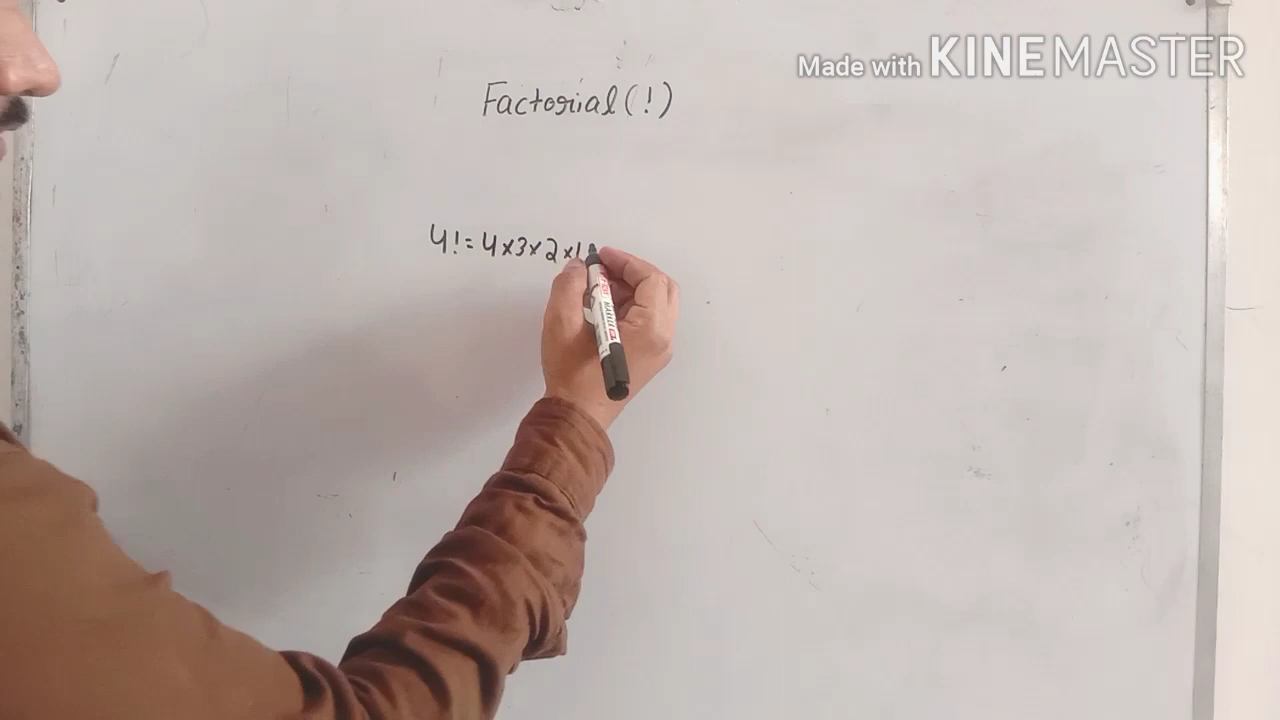 Made with KINEMASTER
Factorial (!)
4! = 4 × 3 × 2 × 1